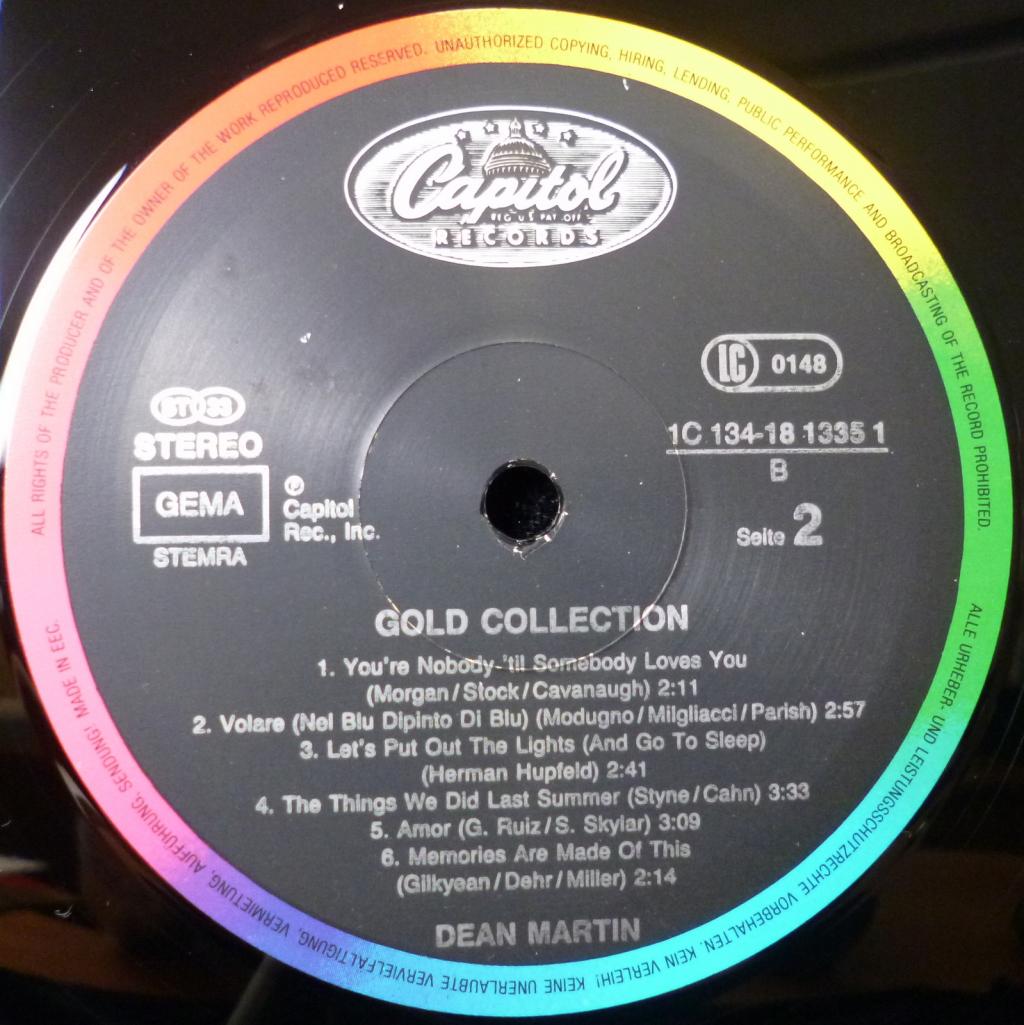 ALL RIGHTS OF THE PRODUCER AND OF THE OWNER OF THE WORK REPRODUCED RESERVED. UNAUTHORIZED COPYING, HIRING, LENDING, PUBLIC PERFORMANCE AND BROADCASTING OF THE RECORD PROHIBITED.
Capitol
REG. U.S. PAT. OFF.
RECORDS
LC 0148
ST 33
STEREO
GEMA
STEMRA
℗
Capitol
Rec., Inc.
1C 134-18 1335 1
B
Seite 2
GOLD COLLECTION
1. You're Nobody 'til Somebody Loves You
(Morgan/Stock/Cavanaugh) 2:11
2. Volare (Nel Blu Dipinto Di Blu) (Modugno/Milgliacci/Parish) 2:57
3. Let's Put Out The Lights (And Go To Sleep)
(Herman Hupfeld) 2:41
4. The Things We Did Last Summer (Styne/Cahn) 3:33
5. Amor (G. Ruiz/S. Skylar) 3:09
6. Memories Are Made Of This
(Gilkyean/Dehr/Miller) 2:14
DEAN MARTIN
ALLE URHEBER- UND LEISTUNGSSCHUTZRECHTE VORBEHALTEN. KEIN VERLEIH! KEINE UNERLAUBTE VERVIELFÄLTIGUNG, VERMIETUNG, AUFFÜHRUNG, SENDUNG! MADE IN EEC.